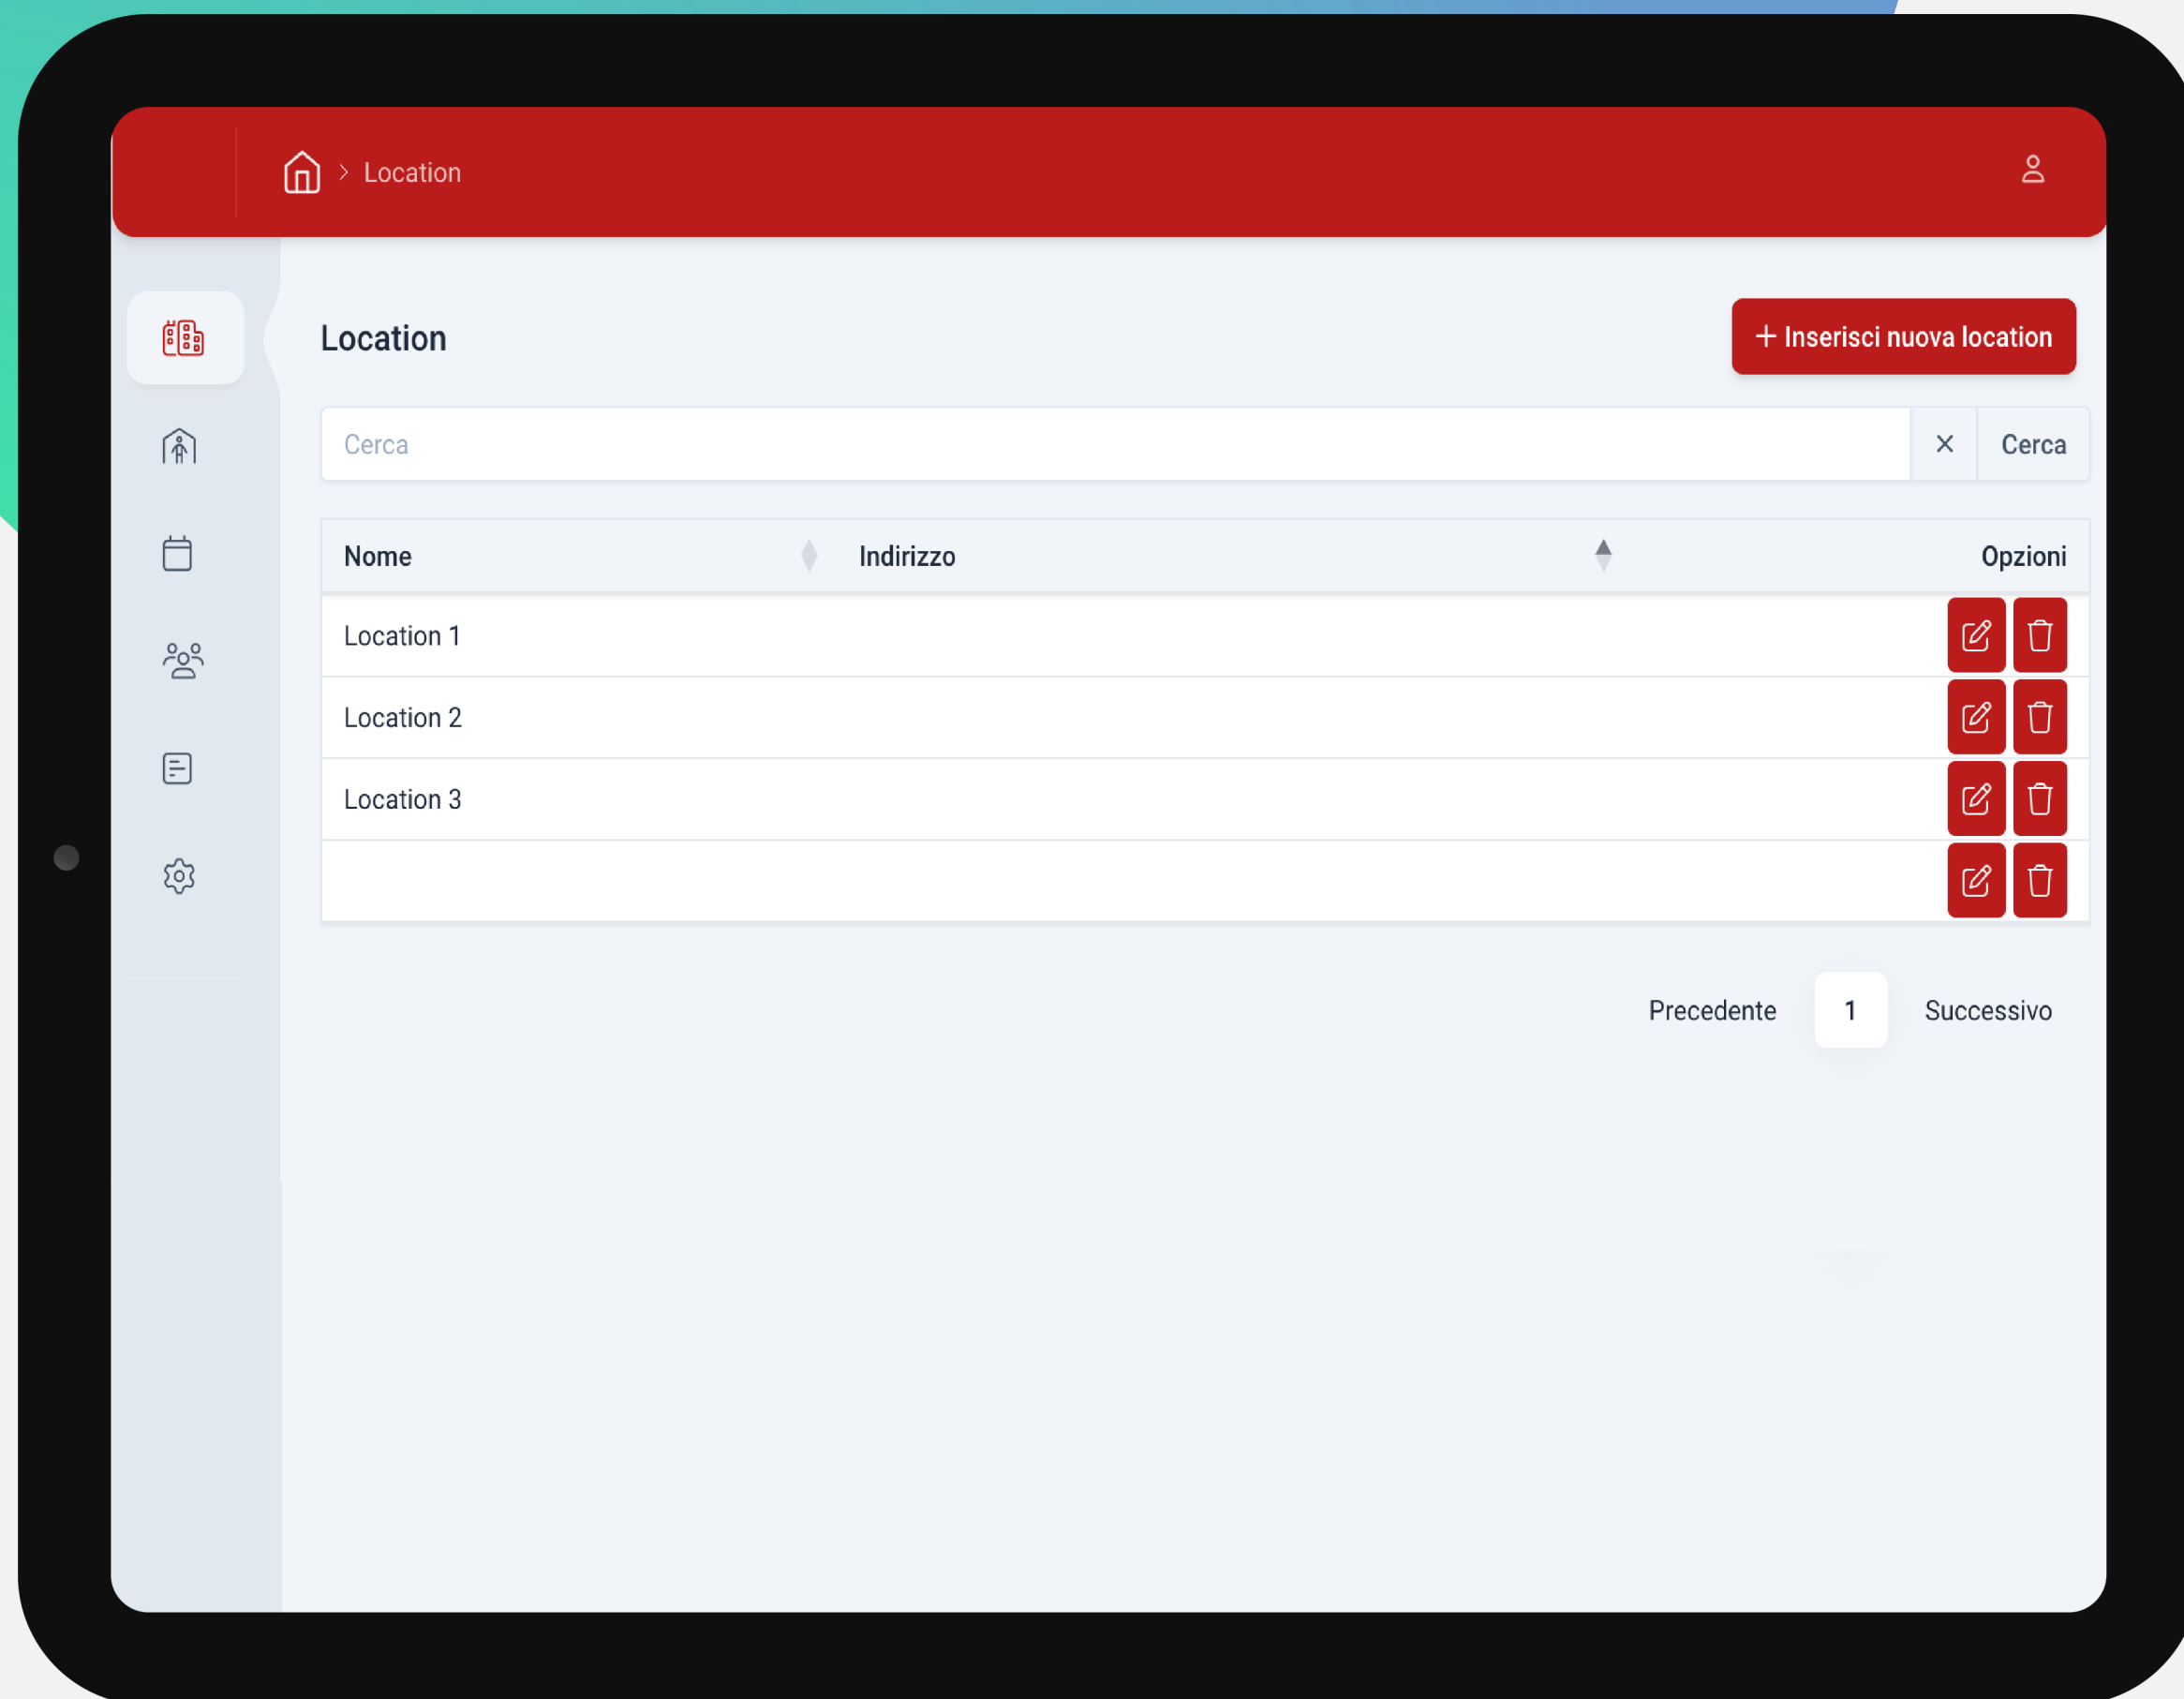 Location
Location
+ Inserisci nuova location
Cerca
× Cerca
Nome Indirizzo Opzioni
Location 1
Location 2
Location 3
Precedente 1 Successivo